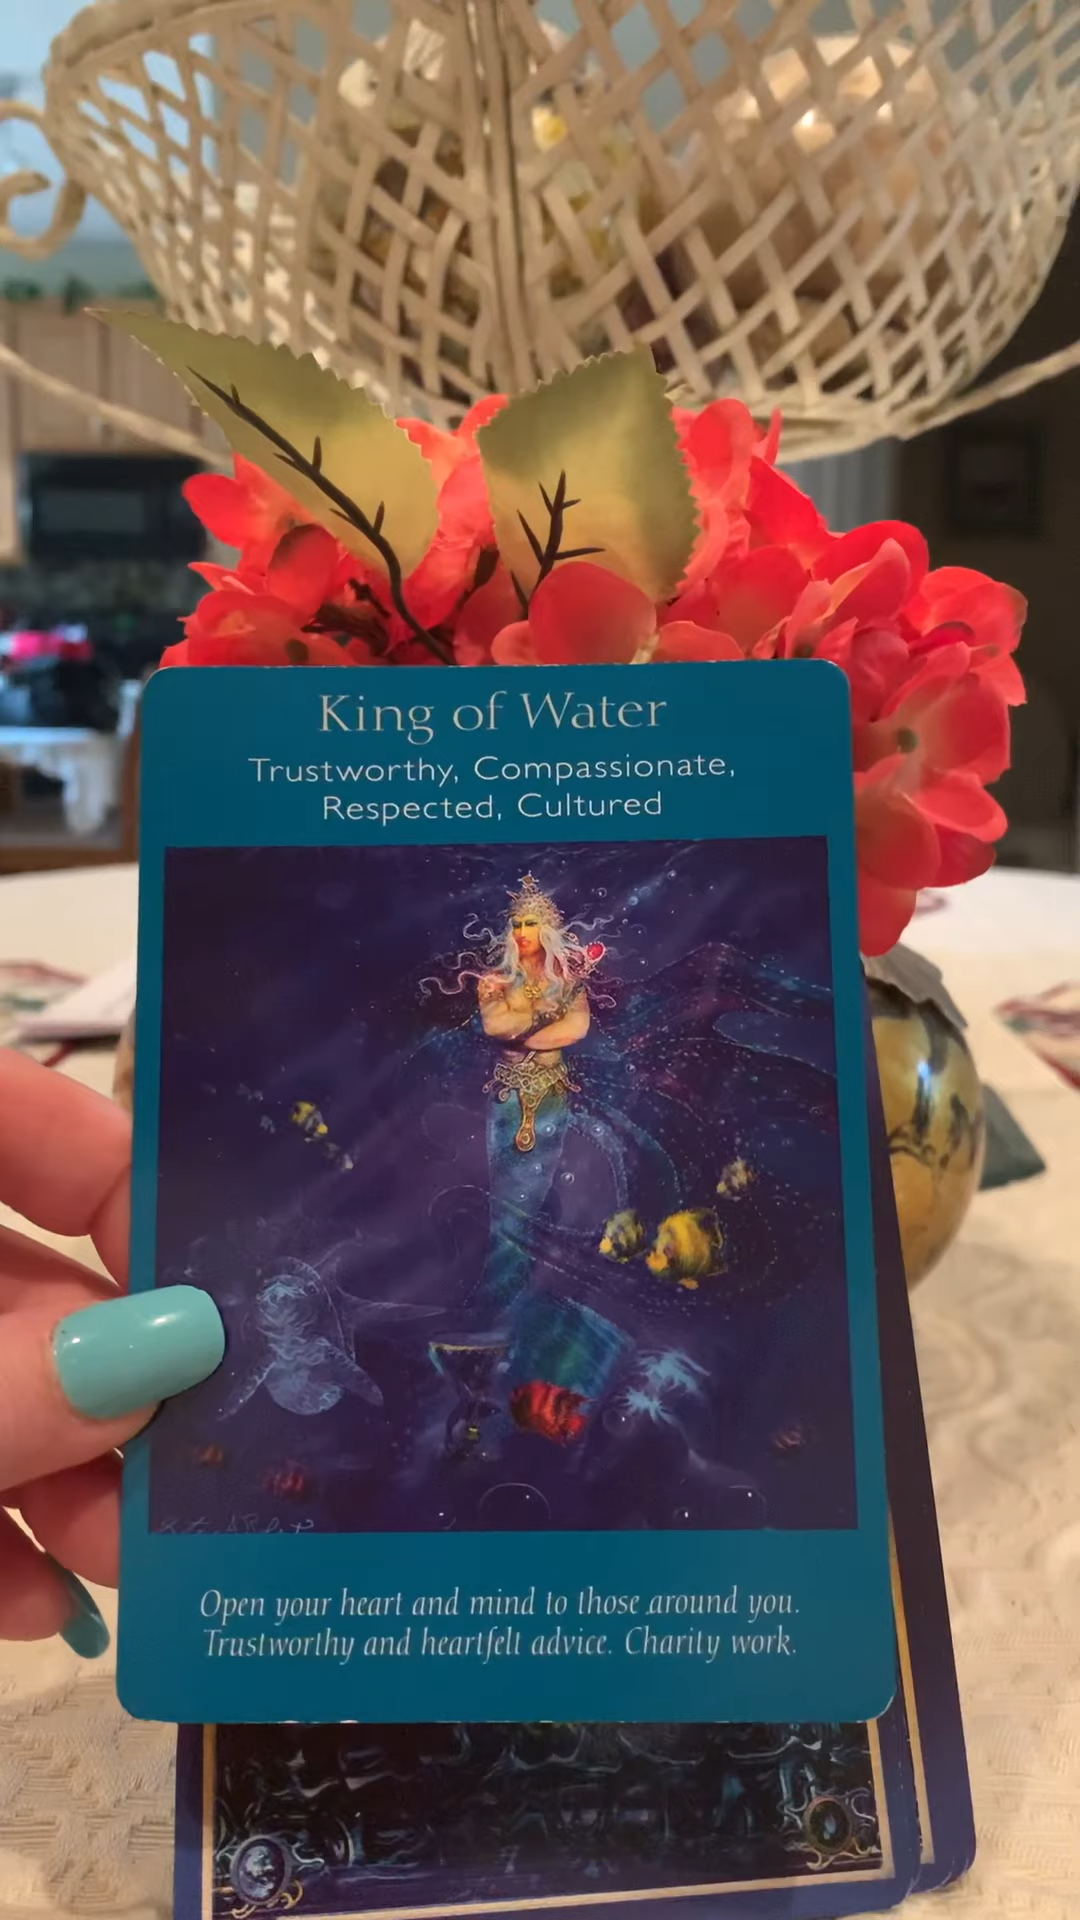 King of Water
Trustworthy, Compassionate,
Respected, Cultured
Open your heart and mind to those around you.
Trustworthy and heartfelt advice. Charity work.